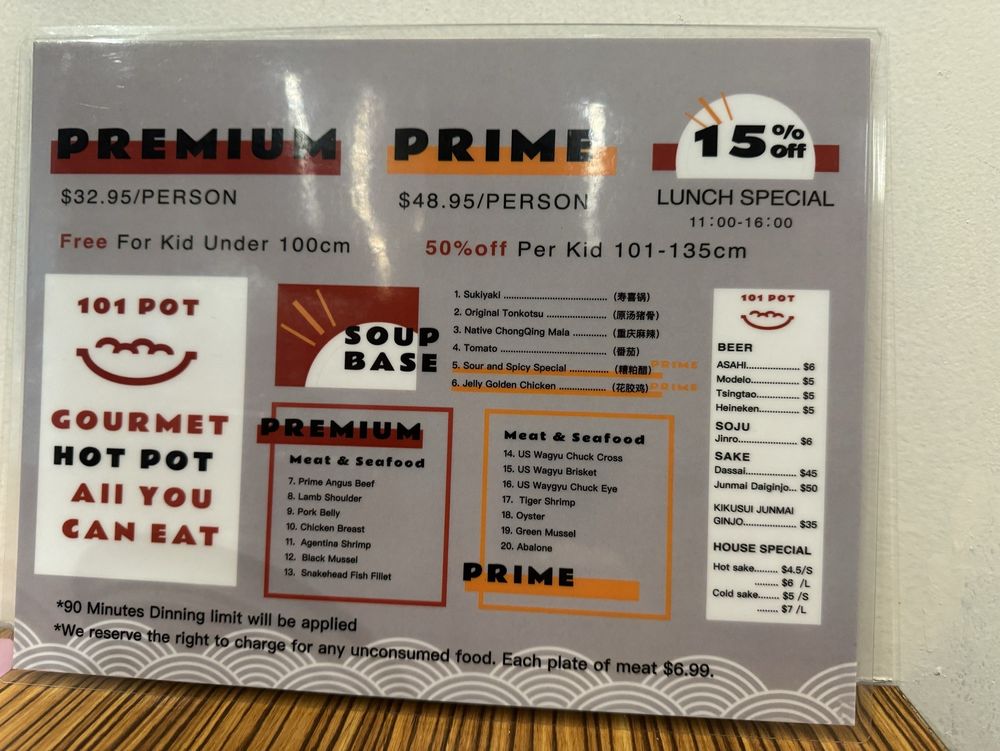 PREMIUM
$32.95/PERSON
PRIME
$48.95/PERSON
15% off
LUNCH SPECIAL
11:00-16:00
Free For Kid Under 100cm
50%off Per Kid 101-135cm
101 POT
GOURMET
HOT POT
All YOU
CAN EAT
SOUP
BASE
1. Sukiyaki ................................ (寿喜锅)
2. Original Tonkotsu .................. (原汤猪骨)
3. Native ChongQing Mala ........... (重庆麻辣)
4. Tomato ................................. (番茄)
5. Sour and Spicy Special ............ (糟粕醋) PRIME
6. Jelly Golden Chicken .............. (花胶鸡) PRIME
PREMIUM
Meat & Seafood
7. Prime Angus Beef
8. Lamb Shoulder
9. Pork Belly
10. Chicken Breast
11. Agentina Shrimp
12. Black Mussel
13. Snakehead Fish Fillet
Meat & Seafood
14. US Wagyu Chuck Cross
15. US Wagyu Brisket
16. US Waygyu Chuck Eye
17. Tiger Shrimp
18. Oyster
19. Green Mussel
20. Abalone
PRIME
101 POT
BEER
ASAHI................ $6
Modelo.............. $5
Tsingtao............ $5
Heineken........... $5
SOJU
Jinro.................. $6
SAKE
Dassai................ $45
Junmai Daiginjo... $50
KIKUSUI JUNMAI
GINJO................ $35
HOUSE SPECIAL
Hot sake........ $4.5/S
......... $6 /L
Cold sake....... $5 /S
........ $7 /L
*90 Minutes Dinning limit will be applied
*We reserve the right to charge for any unconsumed food. Each plate of meat $6.99.